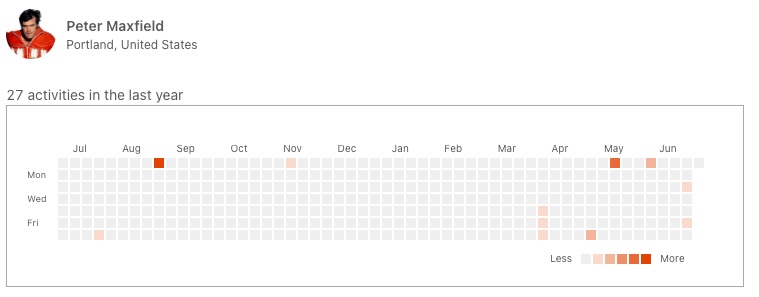 Peter Maxfield
Portland, United States
27 activities in the last year
Jul Aug Sep Oct Nov Dec Jan Feb Mar Apr May Jun
Mon
Wed
Fri
Less More